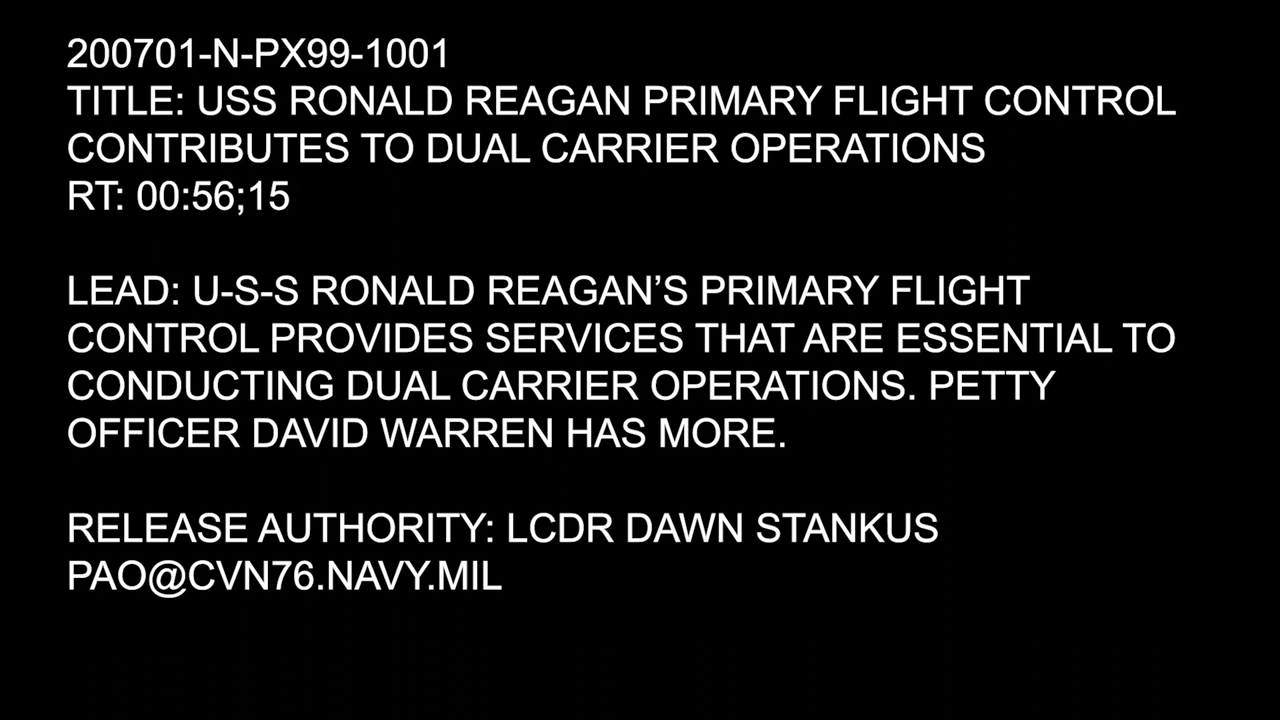 200701-N-PX99-1001
TITLE: USS RONALD REAGAN PRIMARY FLIGHT CONTROL
CONTRIBUTES TO DUAL CARRIER OPERATIONS
RT: 00:56;15
LEAD: U-S-S RONALD REAGAN’S PRIMARY FLIGHT
CONTROL PROVIDES SERVICES THAT ARE ESSENTIAL TO
CONDUCTING DUAL CARRIER OPERATIONS. PETTY
OFFICER DAVID WARREN HAS MORE.
RELEASE AUTHORITY: LCDR DAWN STANKUS
PAO@CVN76.NAVY.MIL